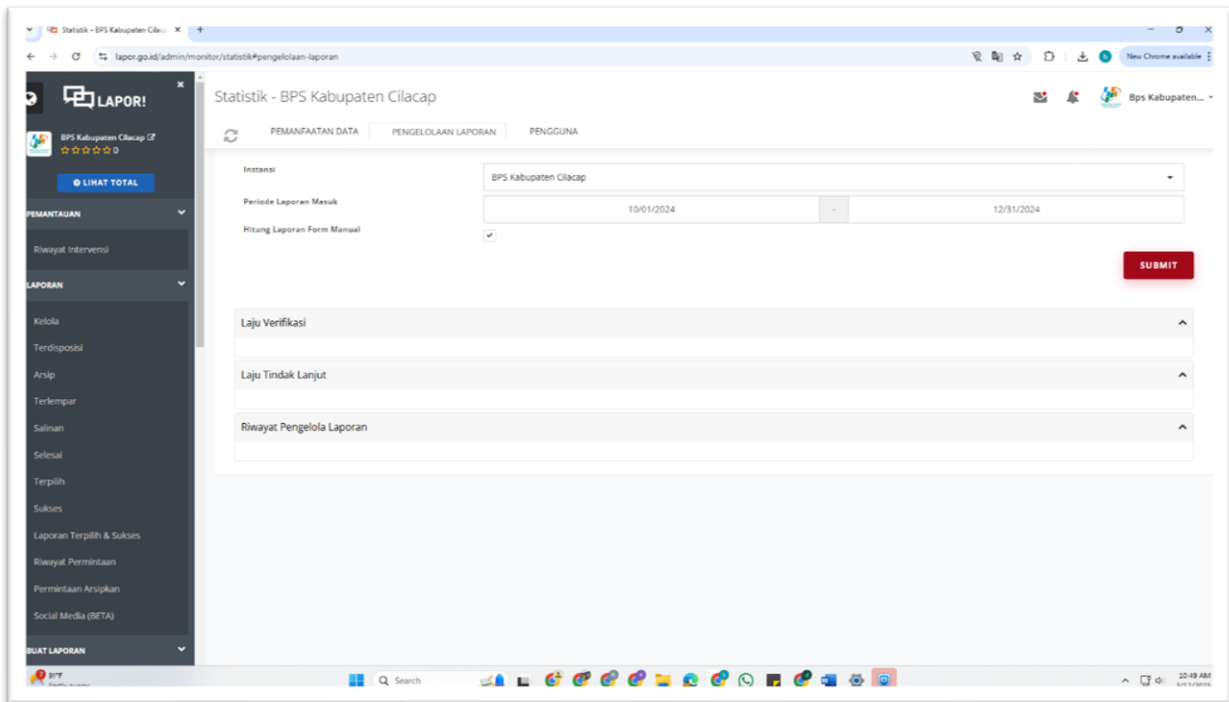 Statistik - BPS Kabupaten Cilac
lapor.go.id/admin/monitor/statistik#pengelolaan-laporan
New Chrome available
LAPOR!
BPS Kabupaten Cilacap
0
LIHAT TOTAL
PEMANTAUAN
Riwayat Intervensi
LAPORAN
Kelola
Terdisposisi
Arsip
Terlempar
Salinan
Selesai
Terpilih
Sukses
Laporan Terpilih & Sukses
Riwayat Permintaan
Permintaan Arsipkan
Social Media (BETA)
BUAT LAPORAN
Statistik - BPS Kabupaten Cilacap
Bps Kabupaten...
PEMANFAATAN DATA PENGELOLAAN LAPORAN PENGGUNA
Instansi
BPS Kabupaten Cilacap
Periode Laporan Masuk
10/01/2024 - 12/31/2024
Hitung Laporan Form Manual
SUBMIT
Laju Verifikasi
Laju Tindak Lanjut
Riwayat Pengelola Laporan
Search
10:49 AM